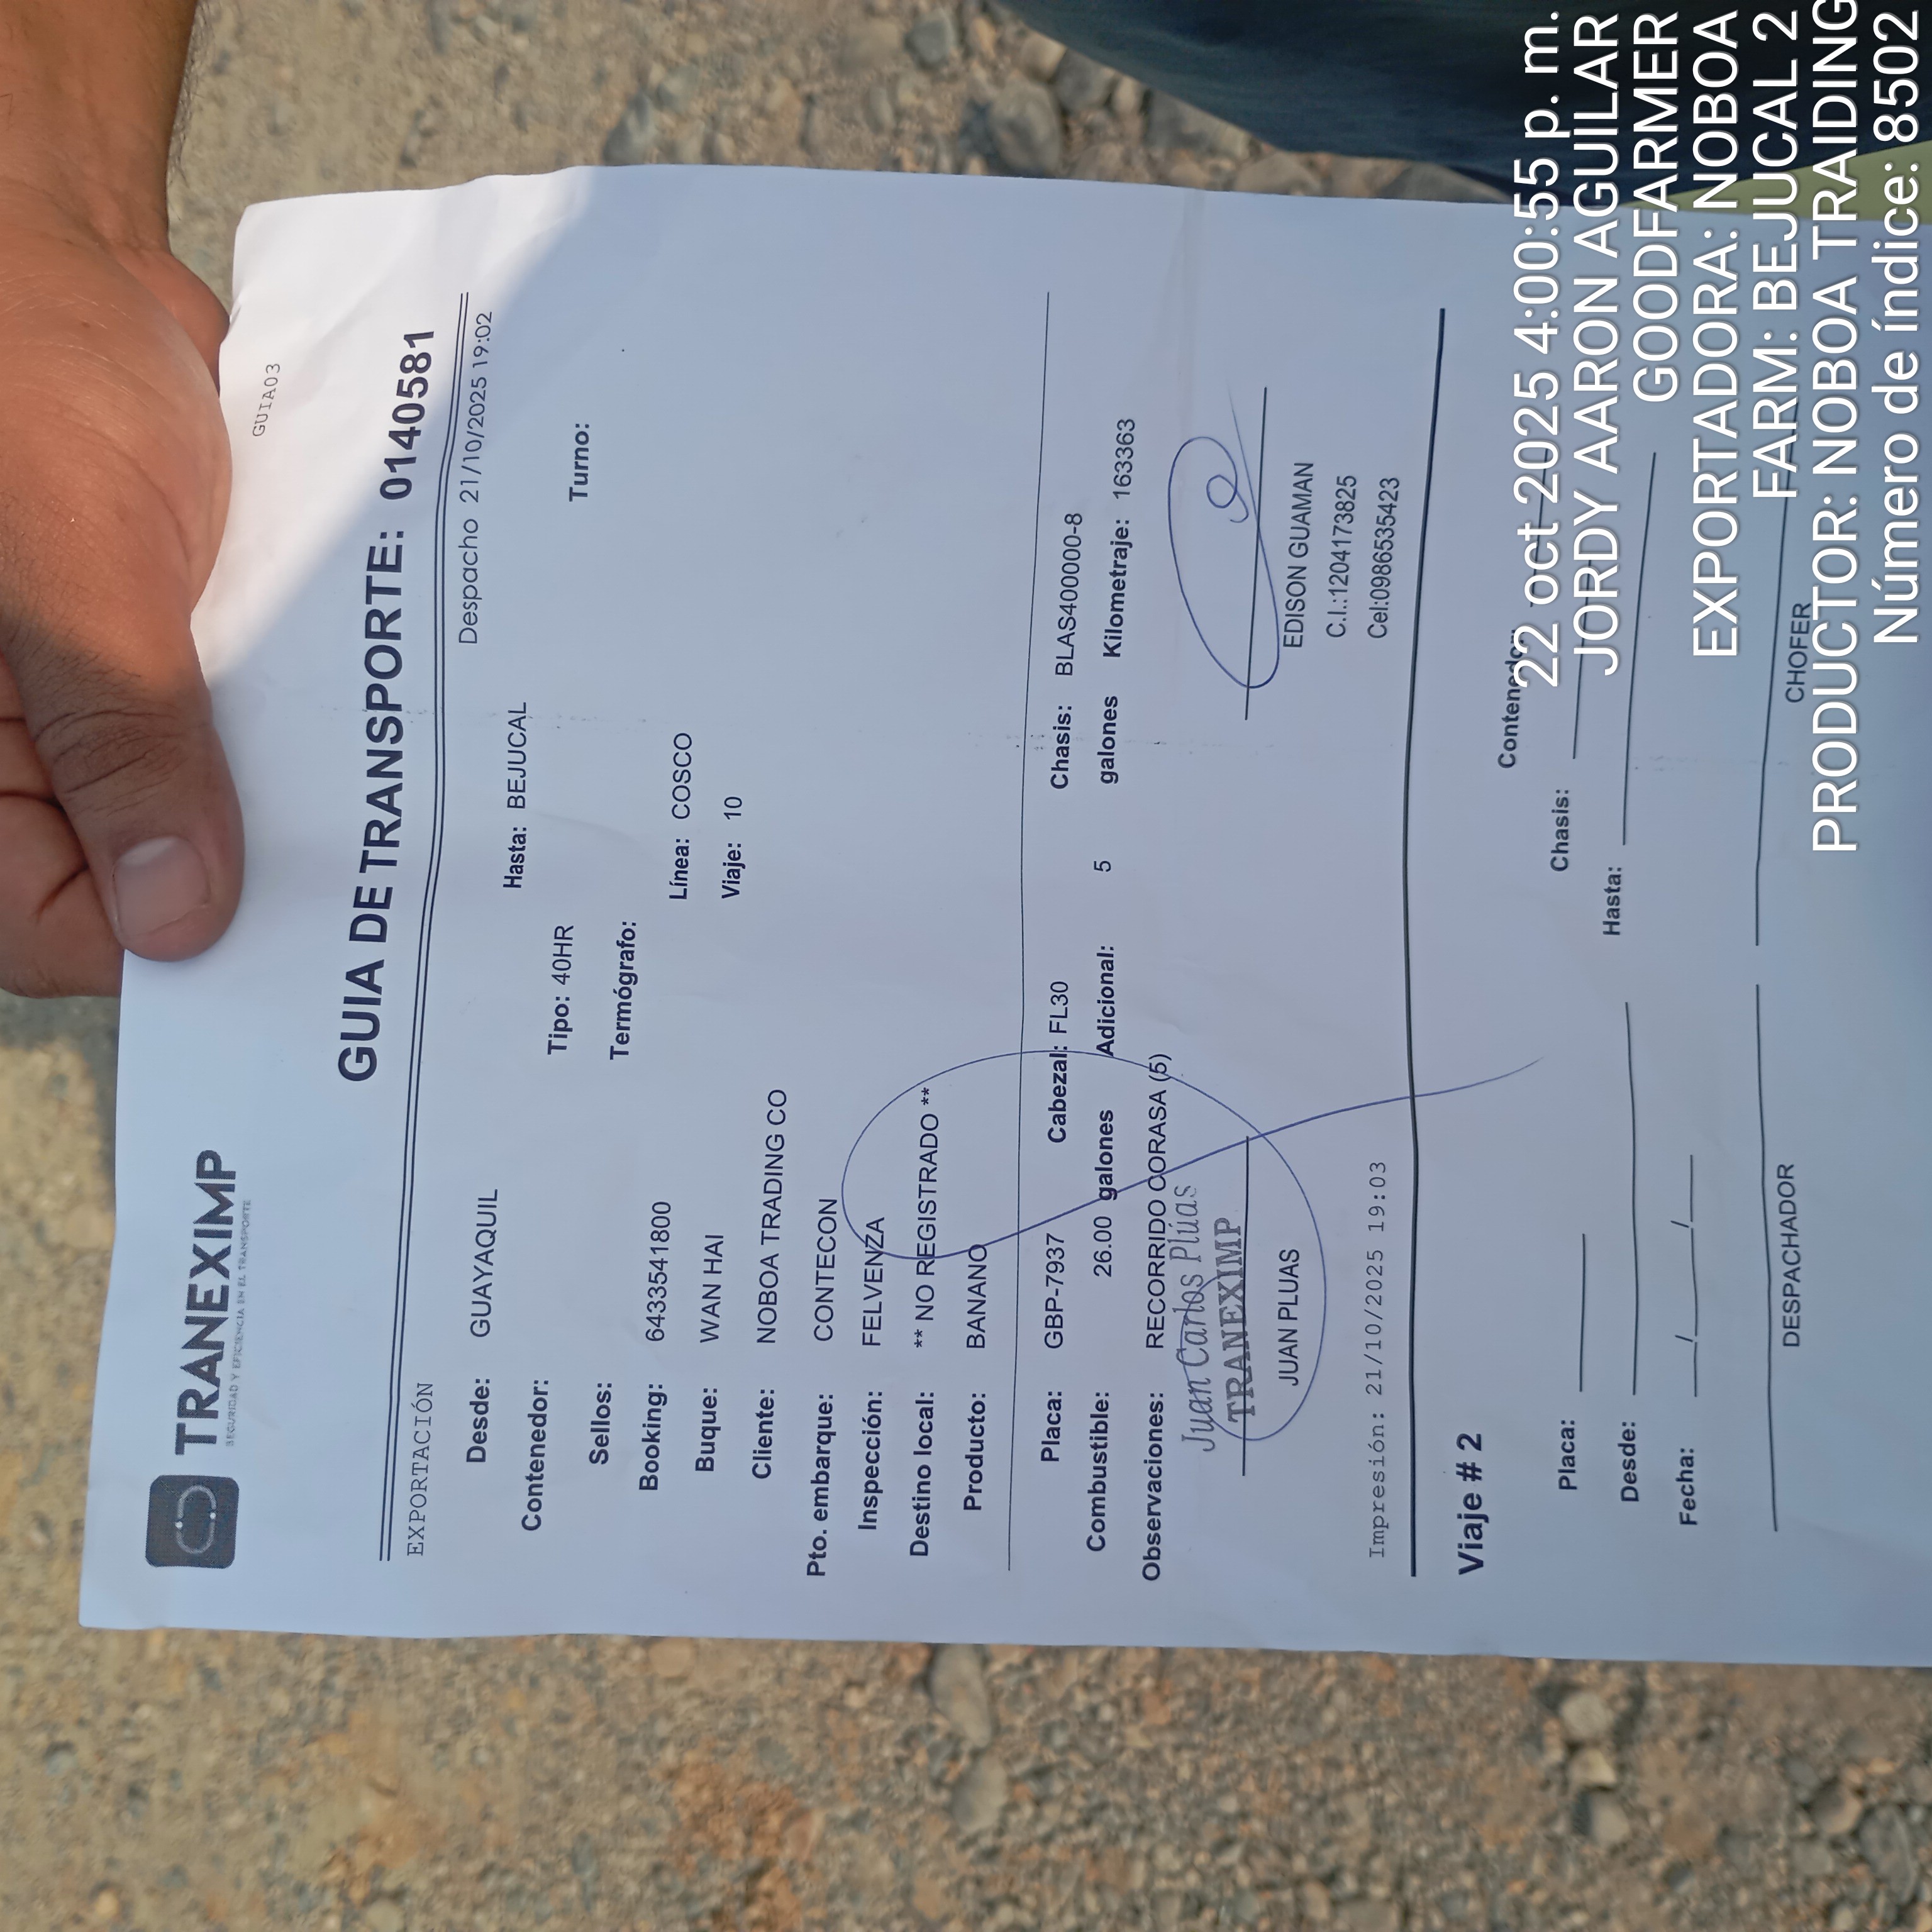 TRANEXIMP
SEGURIDAD Y EFICIENCIA EN EL TRANSPORTE
GUIA03
GUIA DE TRANSPORTE: 0140581
EXPORTACIÓN
Despacho 21/10/2025 19:02
Desde: GUAYAQUIL Hasta: BEJUCAL
Contenedor: Tipo: 40HR Turno:
Sellos: Termógrafo:
Booking: 6433541800 Línea: COSCO
Buque: WAN HAI Viaje: 10
Cliente: NOBOA TRADING CO
Pto. embarque: CONTECON
Inspección: FELVENZA
Destino local: ** NO REGISTRADO **
Producto: BANANO
Placa: GBP-7937 Cabezal: FL30 Chasis: BLAS400000-8
Combustible: 26.00 galones Adicional: 5 galones Kilometraje: 163363
Observaciones: RECORRIDO CORASA (5)
Juan Carlos Plúas
TRANEXIMP
JUAN PLUAS
EDISON GUAMAN
C.I.:1204173825
Cel:0986535423
Impresión: 21/10/2025 19:03
Viaje # 2
Contenedor:
Placa: Chasis:
Desde: Hasta:
Fecha: / /
DESPACHADOR CHOFER
22 oct 2025 4:00:55 p. m.
JORDY AARON AGUILAR
GOODFARMER
EXPORTADORA: NOBOA
FARM: BEJUCAL 2
PRODUCTOR: NOBOA TRAIDING
Número de índice: 8502